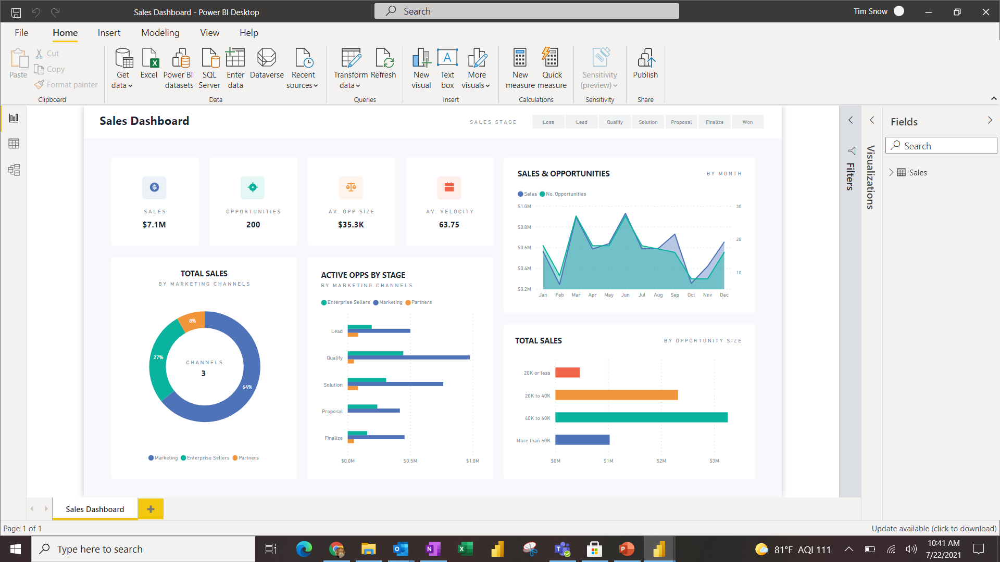 Sales Dashboard - Power BI Desktop
Search
Tim Snow
File Home Insert Modeling View Help
Paste
Cut
Copy
Format painter
Clipboard
Get data
Excel
Power BI datasets
SQL Server
Enter data
Dataverse
Recent sources
Data
Transform data
Refresh
Queries
New visual
Text box
More visuals
Insert
New measure
Quick measure
Calculations
Sensitivity (preview)
Sensitivity
Publish
Share
Sales Dashboard
SALES STAGE
Loss Lead Qualify Solution Proposal Finalize Won
SALES
$7.1M
OPPORTUNITIES
200
AV. OPP SIZE
$35.3K
AV. VELOCITY
63.75
SALES & OPPORTUNITIES
BY MONTH
Sales No. Opportunities
$1.0M
$0.8M
$0.6M
$0.4M
$0.2M
30
20
10
Jan Feb Mar Apr May Jun Jul Aug Sep Oct Nov Dec
TOTAL SALES
BY MARKETING CHANNELS
8%
27%
64%
CHANNELS
3
Marketing Enterprise Sellers Partners
ACTIVE OPPS BY STAGE
BY MARKETING CHANNELS
Enterprise Sellers Marketing Partners
Lead
Qualify
Solution
Proposal
Finalize
$0.0M $0.5M $1.0M
TOTAL SALES
BY OPPORTUNITY SIZE
20K or less
20K to 40K
40K to 60K
More than 60K
$0M $1M $2M $3M
Filters
Visualizations
Fields
Search
Sales
Sales Dashboard
Page 1 of 1
Update available (click to download)
Type here to search
81°F AQI 111
10:41 AM
7/22/2021